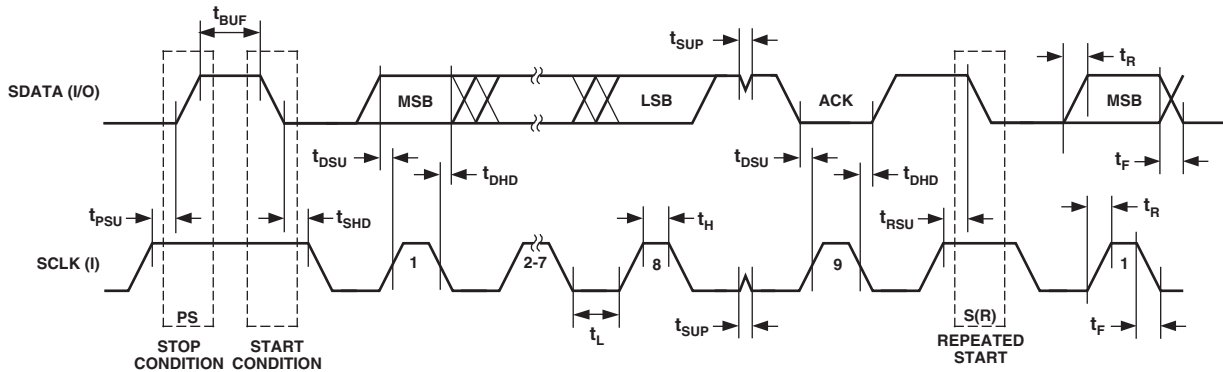 tBUF
tSUP
tR
SDATA (I/O)
MSB
LSB
ACK
MSB
tDSU
tDHD
tDSU
tDHD
tF
tPSU
tSHD
tH
tRSU
tR
SCLK (I)
1
2-7
8
9
1
PS
tL
tSUP
S(R)
tF
STOP
CONDITION
START
CONDITION
REPEATED
START